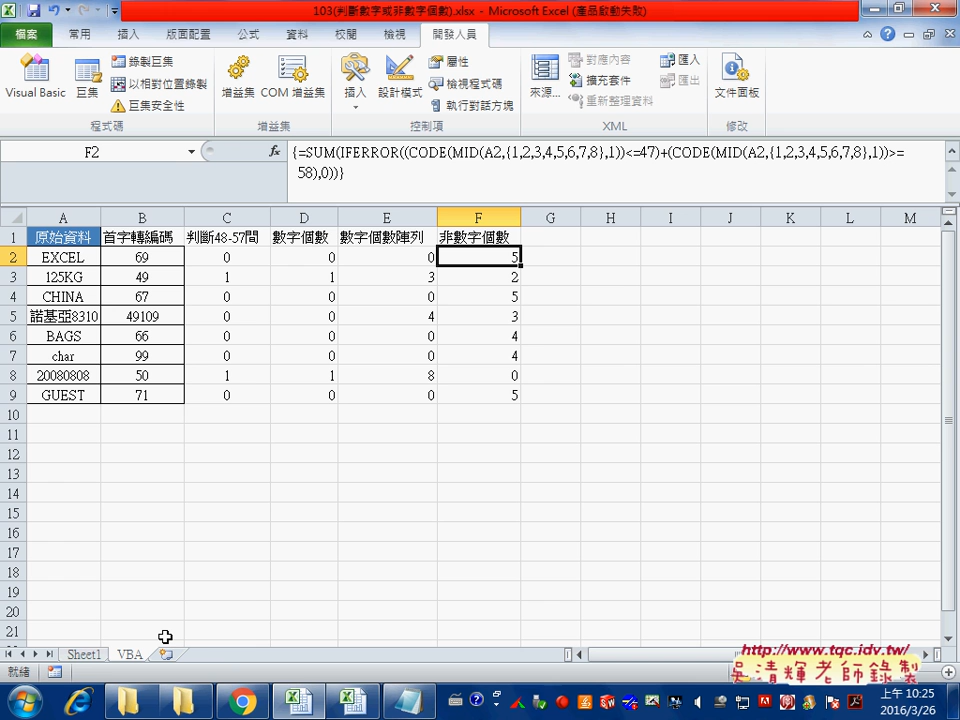 103(判斷數字或非數字個數).xlsx - Microsoft Excel (產品啟動失敗)
檔案 常用 插入 版面配置 公式 資料 校閱 檢視 開發人員
Visual Basic 巨集 錄製巨集 以相對位置錄製 巨集安全性 增益集 COM 增益集 插入 設計模式 屬性 檢視程式碼 執行對話方塊 來源... 對應內容 擴充套件 重新整理資料 匯入 匯出 文件面板
程式碼 增益集 控制項 XML 修改
F2 fx {=SUM(IFERROR((CODE(MID(A2,{1,2,3,4,5,6,7,8},1))<=47)+(CODE(MID(A2,{1,2,3,4,5,6,7,8},1))>=
58),0))}
A B C D E F G H I J K L M
1 原始資料 首字轉編碼 判斷48-57間 數字個數 數字個數陣列 非數字個數
2 EXCEL 69 0 0 0 5
3 125KG 49 1 1 3 2
4 CHINA 67 0 0 0 5
5 諾基亞8310 49109 0 0 4 3
6 BAGS 66 0 0 0 4
7 char 99 0 0 0 4
8 20080808 50 1 1 8 0
9 GUEST 71 0 0 0 5
10
11
12
13
14
15
16
17
18
19
20
21
Sheet1 VBA
http://www.tqc.idv.tw/
就緒
吳清輝老師錄製
上午 10:25
2016/3/26